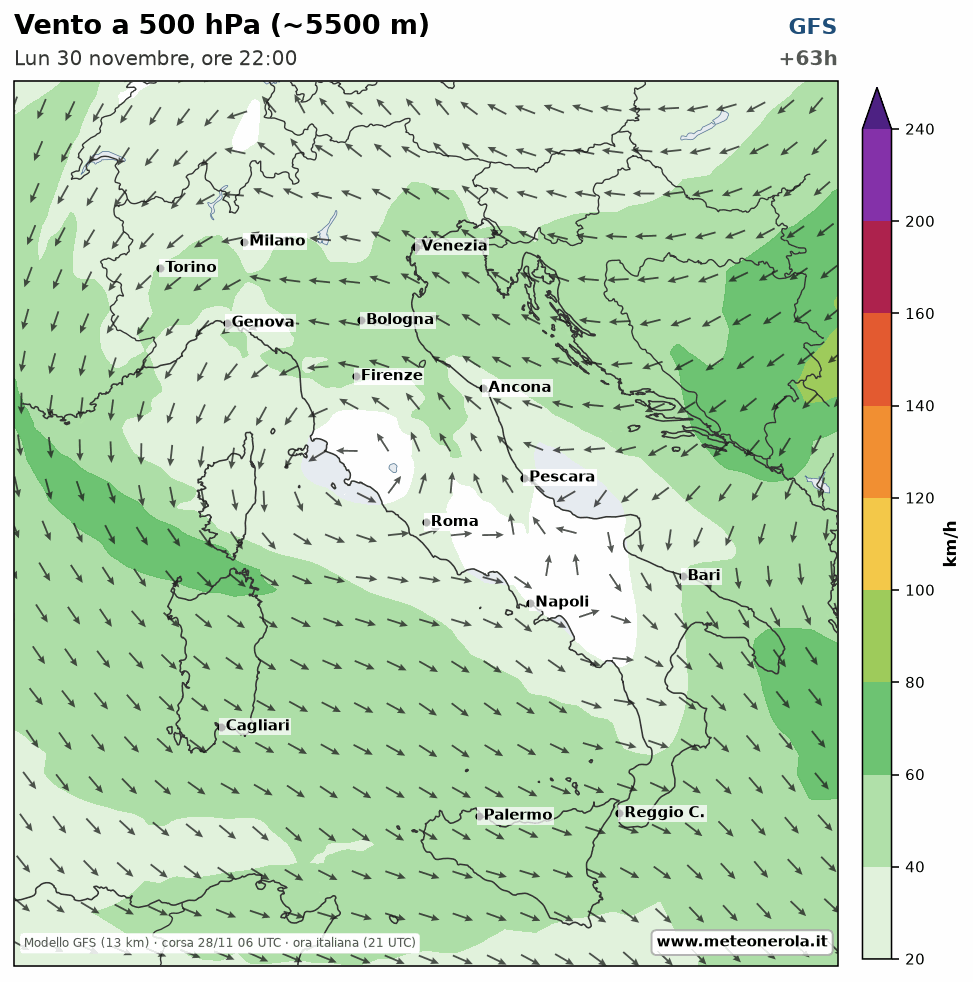 Vento a 500 hPa (~5500 m)
GFS
Lun 30 novembre, ore 22:00
+63h
240
200
160
140
120
100
80
60
40
20
km/h
Milano
Venezia
Torino
Genova
Bologna
Firenze
Ancona
Pescara
Roma
Bari
Napoli
Cagliari
Palermo
Reggio C.
Modello GFS (13 km) · corsa 28/11 06 UTC · ora italiana (21 UTC)
www.meteonerola.it